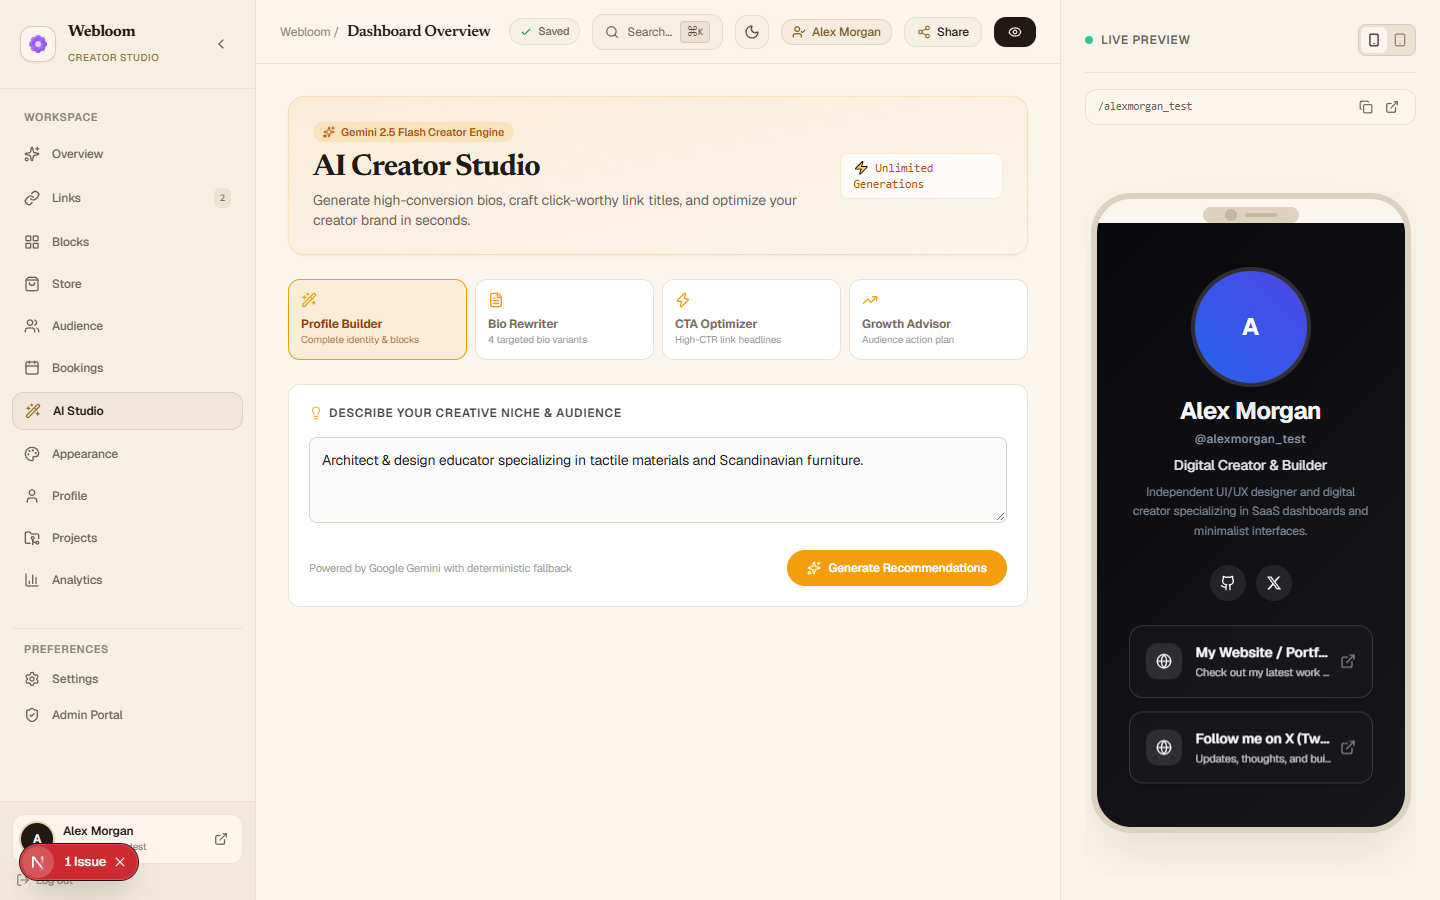 Webloom
CREATOR STUDIO
WORKSPACE
Overview
Links 2
Blocks
Store
Audience
Bookings
AI Studio
Appearance
Profile
Projects
Analytics
PREFERENCES
Settings
Admin Portal
A
Alex Morgan
test
1 Issue
Log out
Webloom / Dashboard Overview
Saved
Search... ⌘K
Alex Morgan
Share
Gemini 2.5 Flash Creator Engine
AI Creator Studio
Generate high-conversion bios, craft click-worthy link titles, and optimize your
creator brand in seconds.
Unlimited
Generations
Profile Builder
Complete identity & blocks
Bio Rewriter
4 targeted bio variants
CTA Optimizer
High-CTR link headlines
Growth Advisor
Audience action plan
DESCRIBE YOUR CREATIVE NICHE & AUDIENCE
Architect & design educator specializing in tactile materials and Scandinavian furniture.
Powered by Google Gemini with deterministic fallback
Generate Recommendations
LIVE PREVIEW
/alexmorgan_test
A
Alex Morgan
@alexmorgan_test
Digital Creator & Builder
Independent UI/UX designer and digital
creator specializing in SaaS dashboards and
minimalist interfaces.
My Website / Portf...
Check out my latest work ...
Follow me on X (Tw...
Updates, thoughts, and bui...